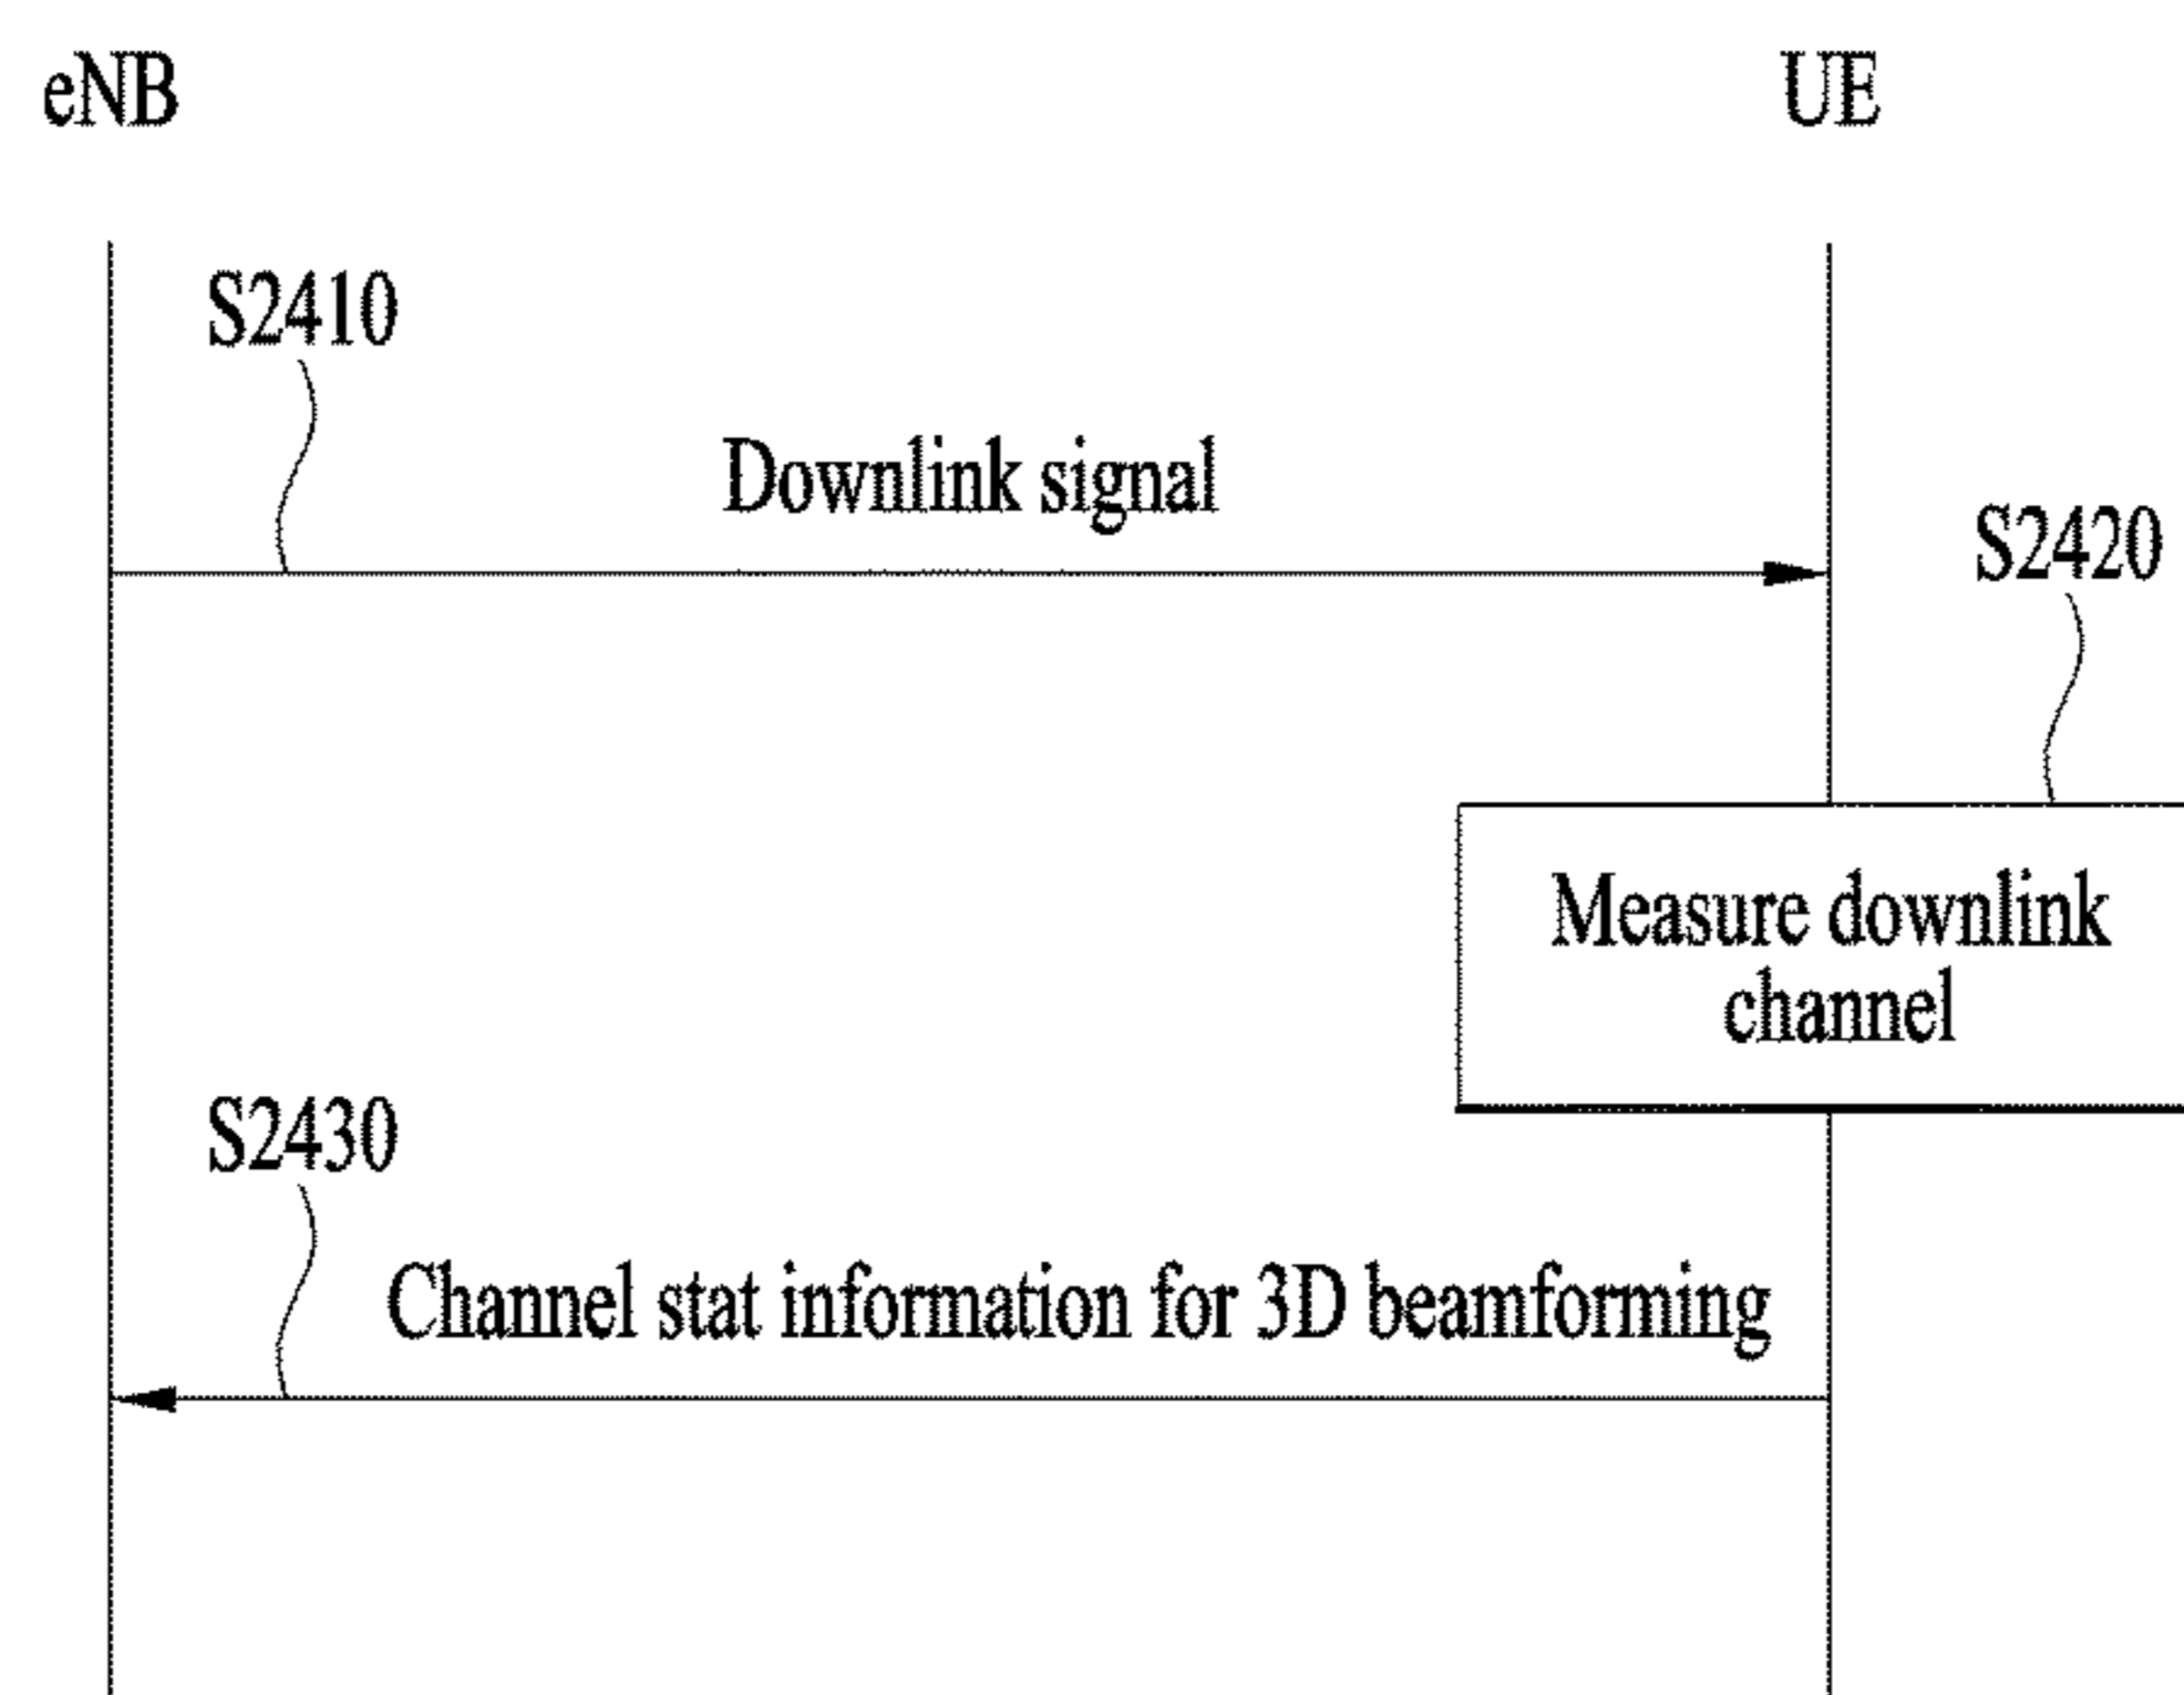 eNB
UE
S2410
Downlink signal
S2420
Measure downlink
channel
S2430
Channel stat information for 3D beamforming